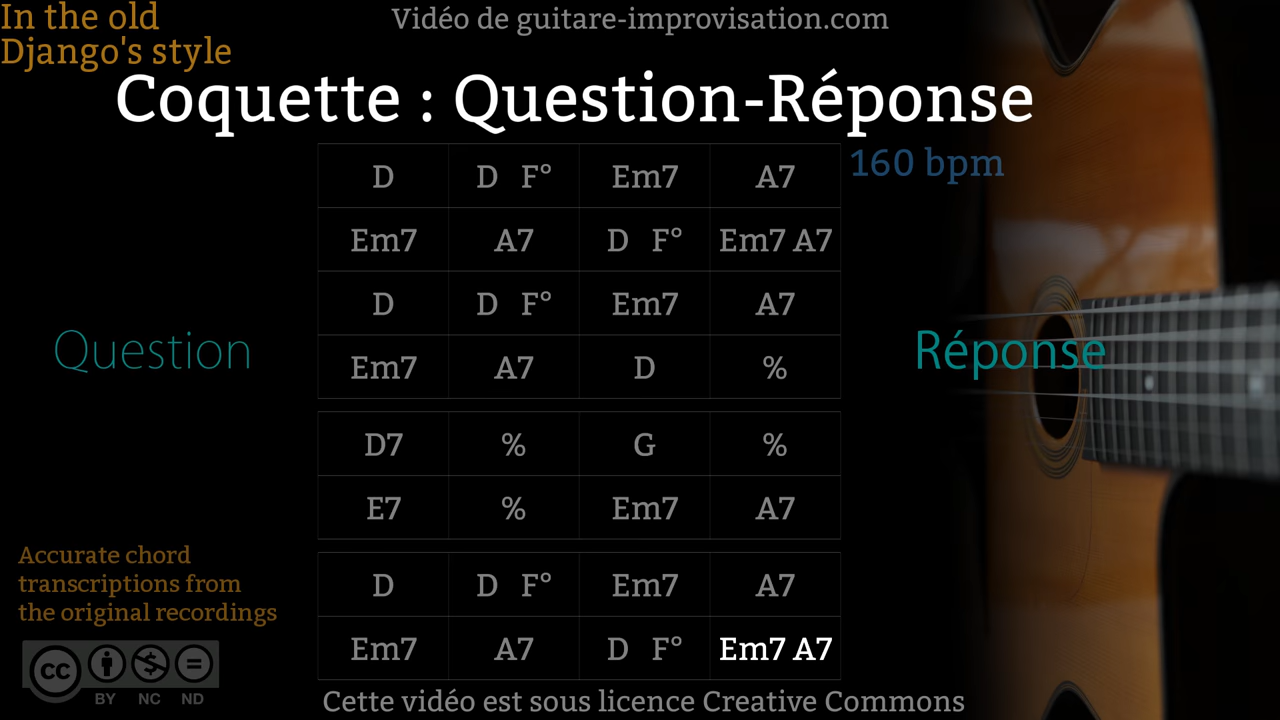 In the old
Django's style
Vidéo de guitare-improvisation.com
Coquette : Question-Réponse
160 bpm
D D F° Em7 A7
Em7 A7 D F° Em7 A7
D D F° Em7 A7
Em7 A7 D %
Question
Réponse
D7 % G %
E7 % Em7 A7
D D F° Em7 A7
Em7 A7 D F° Em7 A7
Accurate chord
transcriptions from
the original recordings
cc
BY NC ND
Cette vidéo est sous licence Creative Commons